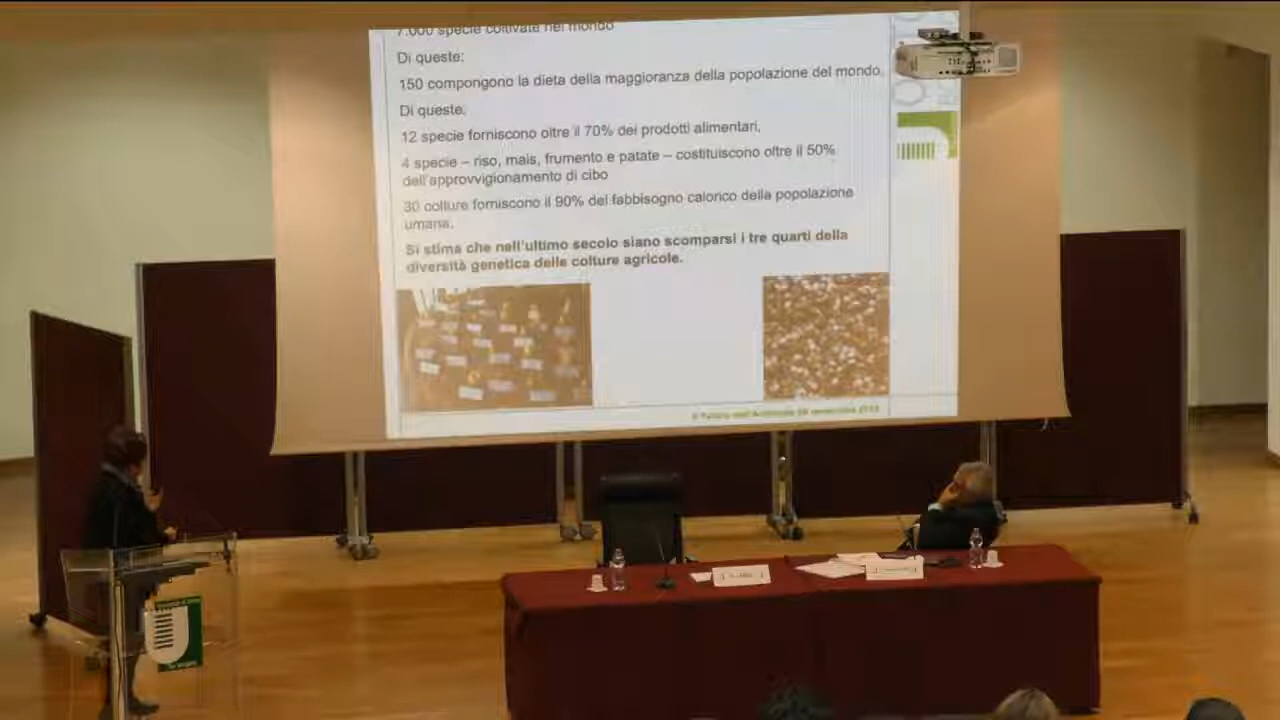 7.000 specie coltivate nel mondo
Di queste:
150 compongono la dieta della maggioranza della popolazione del mondo.
Di queste,
12 specie forniscono oltre il 70% dei prodotti alimentari,
4 specie – riso, mais, frumento e patate – costituiscono oltre il 50%
dell'approvvigionamento di cibo
30 colture forniscono il 90% del fabbisogno calorico della popolazione
umana.
Si stima che nell'ultimo secolo siano scomparsi i tre quarti della
diversità genetica delle colture agricole.